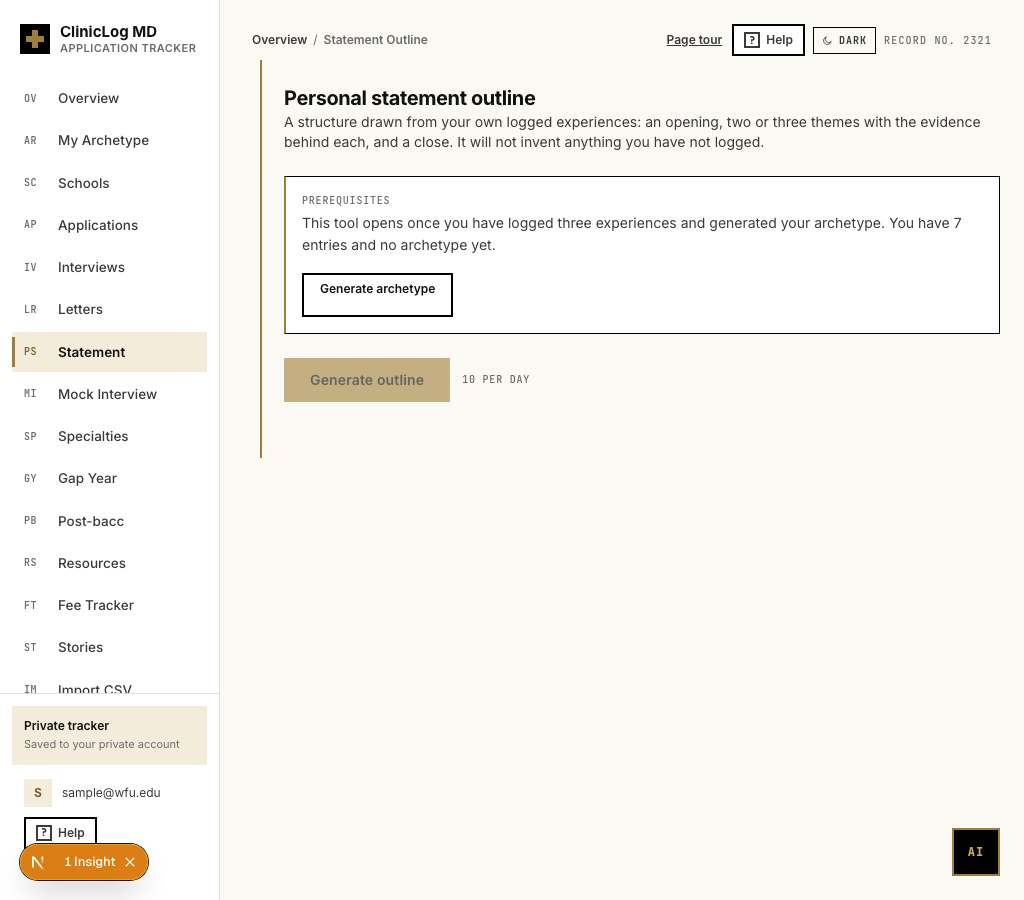 ClinicLog MD
APPLICATION TRACKER
OV Overview
AR My Archetype
SC Schools
AP Applications
IV Interviews
LR Letters
PS Statement
MI Mock Interview
SP Specialties
GY Gap Year
PB Post-bacc
RS Resources
FT Fee Tracker
ST Stories
IM Import CSV
Private tracker
Saved to your private account
S sample@wfu.edu
? Help
N 1 Insight
Overview / Statement Outline
Page tour
? Help
DARK
RECORD NO. 2321
Personal statement outline
A structure drawn from your own logged experiences: an opening, two or three themes with the evidence
behind each, and a close. It will not invent anything you have not logged.
PREREQUISITES
This tool opens once you have logged three experiences and generated your archetype. You have 7
entries and no archetype yet.
Generate archetype
Generate outline
10 PER DAY
AI